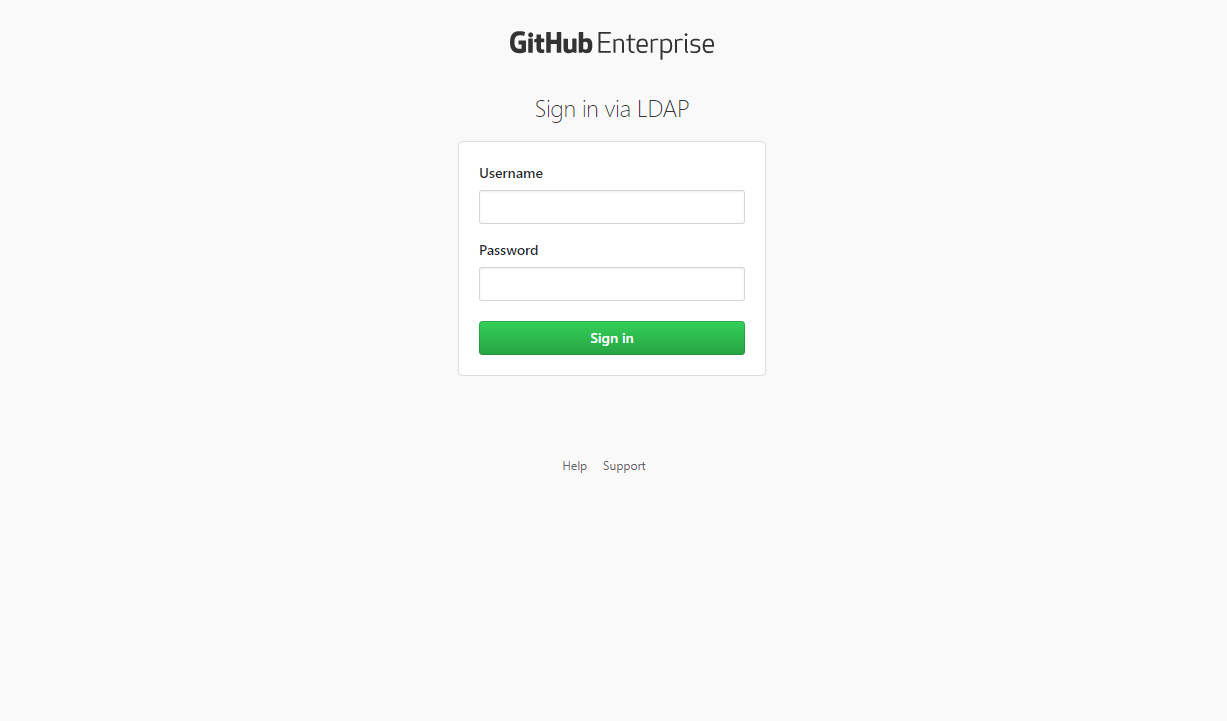 GitHub Enterprise
Sign in via LDAP
Username
Password
Sign in
Help Support